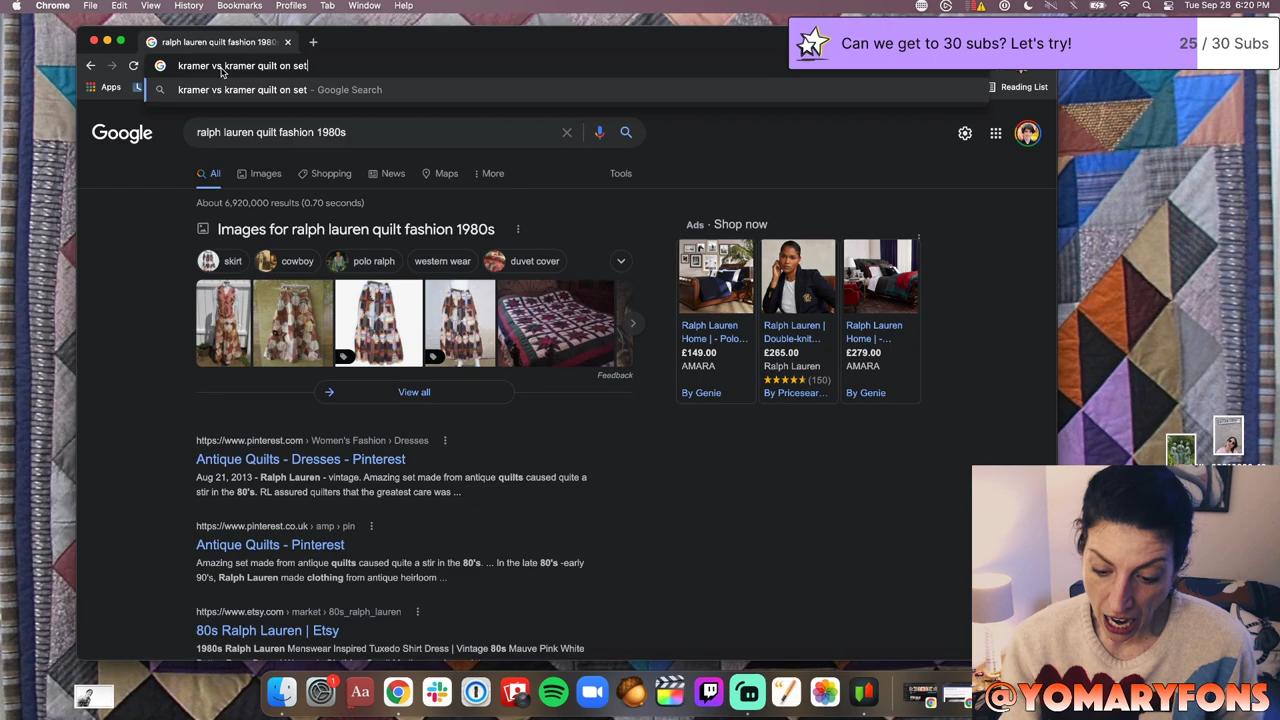 Chrome File Edit View History Bookmarks Profiles Tab Window Help
Tue Sep 28 6:20 PM
Can we get to 30 subs? Let's try! 25 / 30 Subs
ralph lauren quilt fashion 1980
kramer vs kramer quilt on set
Apps
kramer vs kramer quilt on set - Google Search
Reading List
Google
ralph lauren quilt fashion 1980s
All Images Shopping News Maps More Tools
About 6,920,000 results (0.70 seconds)
Images for ralph lauren quilt fashion 1980s
skirt cowboy polo ralph western wear duvet cover
Feedback
View all
Ads · Shop now
Ralph Lauren Home | - Polo...
£149.00
AMARA
By Genie
Ralph Lauren | Double-knit...
£265.00
Ralph Lauren
(150)
By Pricesear...
Ralph Lauren Home | -...
£279.00
AMARA
By Genie
https://www.pinterest.com › Women's Fashion › Dresses
Antique Quilts - Dresses - Pinterest
Aug 21, 2013 - Ralph Lauren - vintage. Amazing set made from antique quilts caused quite a
stir in the 80's. RL assured quilters that the greatest care was ...
https://www.pinterest.co.uk › amp › pin
Antique Quilts - Pinterest
Amazing set made from antique quilts caused quite a stir in the 80's. ... In the late 80's -early
90's, Ralph Lauren made clothing from antique heirloom ...
https://www.etsy.com › market › 80s_ralph_lauren
80s Ralph Lauren | Etsy
1980s Ralph Lauren Menswear Inspired Tuxedo Shirt Dress | Vintage 80s Mauve Pink White
1
Aa
@YOMARYFONS